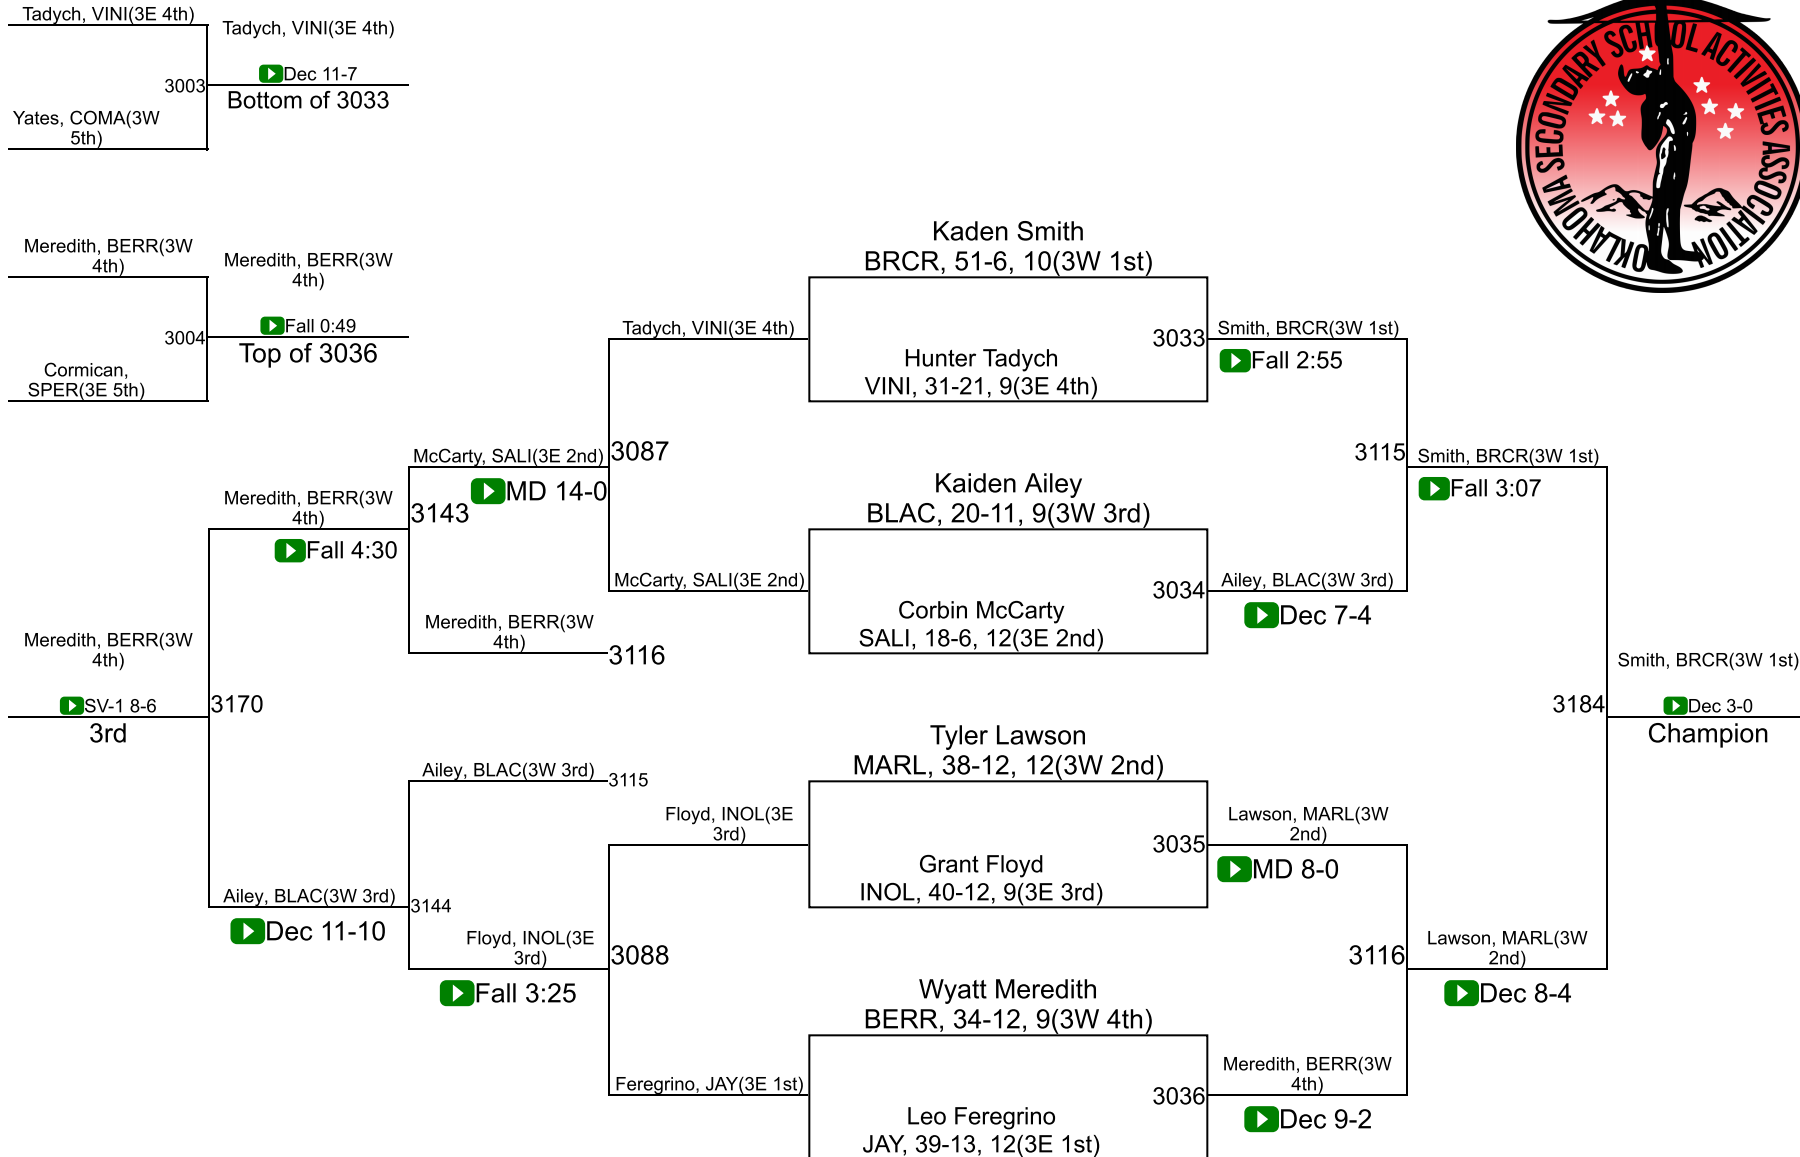 Tadych, VINI(3E 4th)
Tadych, VINI(3E 4th)
3003
Dec 11-7
Bottom of 3033
Yates, COMA(3W
5th)
OKLAHOMA SECONDARY SCHOOL ACTIVITIES ASSOCIATION
Meredith, BERR(3W
4th)
Meredith, BERR(3W
4th)
3004
Fall 0:49
Top of 3036
Cormican,
SPER(3E 5th)
Kaden Smith
BRCR, 51-6, 10(3W 1st)
Tadych, VINI(3E 4th)
3033
Smith, BRCR(3W 1st)
Fall 2:55
Hunter Tadych
VINI, 31-21, 9(3E 4th)
McCarty, SALI(3E 2nd)
3087
MD 14-0
3115
Smith, BRCR(3W 1st)
Fall 3:07
Kaiden Ailey
BLAC, 20-11, 9(3W 3rd)
Meredith, BERR(3W
4th)
3143
Fall 4:30
McCarty, SALI(3E 2nd)
3034
Ailey, BLAC(3W 3rd)
Dec 7-4
Corbin McCarty
SALI, 18-6, 12(3E 2nd)
Meredith, BERR(3W
4th)
3116
Meredith, BERR(3W
4th)
SV-1 8-6
3rd
3170
3184
Smith, BRCR(3W 1st)
Dec 3-0
Champion
Tyler Lawson
MARL, 38-12, 12(3W 2nd)
Ailey, BLAC(3W 3rd)
3115
Floyd, INOL(3E
3rd)
3035
Lawson, MARL(3W
2nd)
MD 8-0
Grant Floyd
INOL, 40-12, 9(3E 3rd)
Ailey, BLAC(3W 3rd)
3144
Dec 11-10
Floyd, INOL(3E
3rd)
3088
Fall 3:25
3116
Lawson, MARL(3W
2nd)
Dec 8-4
Wyatt Meredith
BERR, 34-12, 9(3W 4th)
Feregrino, JAY(3E 1st)
3036
Meredith, BERR(3W
4th)
Dec 9-2
Leo Feregrino
JAY, 39-13, 12(3E 1st)